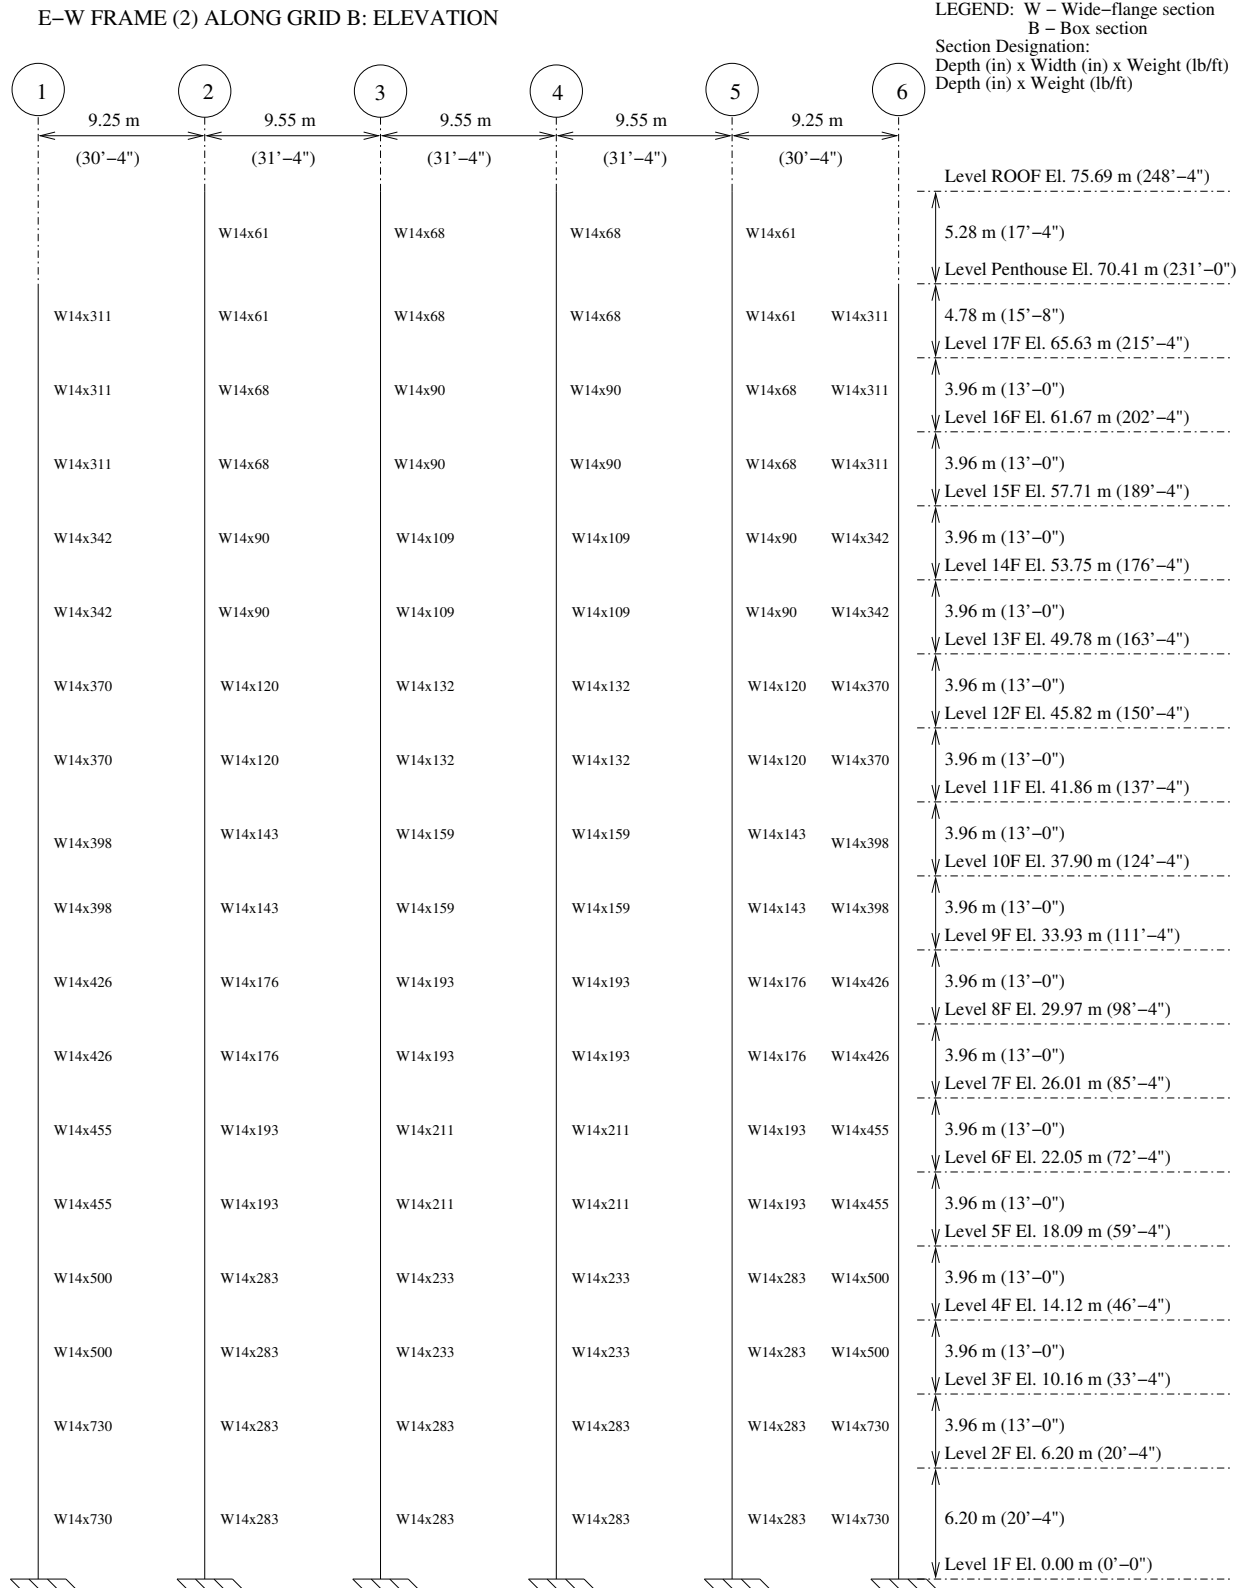 E−W FRAME (2) ALONG GRID B: ELEVATION
LEGEND: W − Wide−flange section
B − Box section
Section Designation:
Depth (in) x Width (in) x Weight (lb/ft)
Depth (in) x Weight (lb/ft)
1 2 3 4 5 6
9.25 m 9.55 m 9.55 m 9.55 m 9.25 m
(30’−4") (31’−4") (31’−4") (31’−4") (30’−4")
Level ROOF El. 75.69 m (248’−4")
W14x61 W14x68 W14x68 W14x61 5.28 m (17’−4")
Level Penthouse El. 70.41 m (231’−0")
W14x311 W14x61 W14x68 W14x68 W14x61 W14x311 4.78 m (15’−8")
Level 17F El. 65.63 m (215’−4")
W14x311 W14x68 W14x90 W14x90 W14x68 W14x311 3.96 m (13’−0")
Level 16F El. 61.67 m (202’−4")
W14x311 W14x68 W14x90 W14x90 W14x68 W14x311 3.96 m (13’−0")
Level 15F El. 57.71 m (189’−4")
W14x342 W14x90 W14x109 W14x109 W14x90 W14x342 3.96 m (13’−0")
Level 14F El. 53.75 m (176’−4")
W14x342 W14x90 W14x109 W14x109 W14x90 W14x342 3.96 m (13’−0")
Level 13F El. 49.78 m (163’−4")
W14x370 W14x120 W14x132 W14x132 W14x120 W14x370 3.96 m (13’−0")
Level 12F El. 45.82 m (150’−4")
W14x370 W14x120 W14x132 W14x132 W14x120 W14x370 3.96 m (13’−0")
Level 11F El. 41.86 m (137’−4")
W14x398 W14x143 W14x159 W14x159 W14x143 W14x398 3.96 m (13’−0")
Level 10F El. 37.90 m (124’−4")
W14x398 W14x143 W14x159 W14x159 W14x143 W14x398 3.96 m (13’−0")
Level 9F El. 33.93 m (111’−4")
W14x426 W14x176 W14x193 W14x193 W14x176 W14x426 3.96 m (13’−0")
Level 8F El. 29.97 m (98’−4")
W14x426 W14x176 W14x193 W14x193 W14x176 W14x426 3.96 m (13’−0")
Level 7F El. 26.01 m (85’−4")
W14x455 W14x193 W14x211 W14x211 W14x193 W14x455 3.96 m (13’−0")
Level 6F El. 22.05 m (72’−4")
W14x455 W14x193 W14x211 W14x211 W14x193 W14x455 3.96 m (13’−0")
Level 5F El. 18.09 m (59’−4")
W14x500 W14x283 W14x233 W14x233 W14x283 W14x500 3.96 m (13’−0")
Level 4F El. 14.12 m (46’−4")
W14x500 W14x283 W14x233 W14x233 W14x283 W14x500 3.96 m (13’−0")
Level 3F El. 10.16 m (33’−4")
W14x730 W14x283 W14x283 W14x283 W14x283 W14x730 3.96 m (13’−0")
Level 2F El. 6.20 m (20’−4")
W14x730 W14x283 W14x283 W14x283 W14x283 W14x730 6.20 m (20’−4")
Level 1F El. 0.00 m (0’−0")